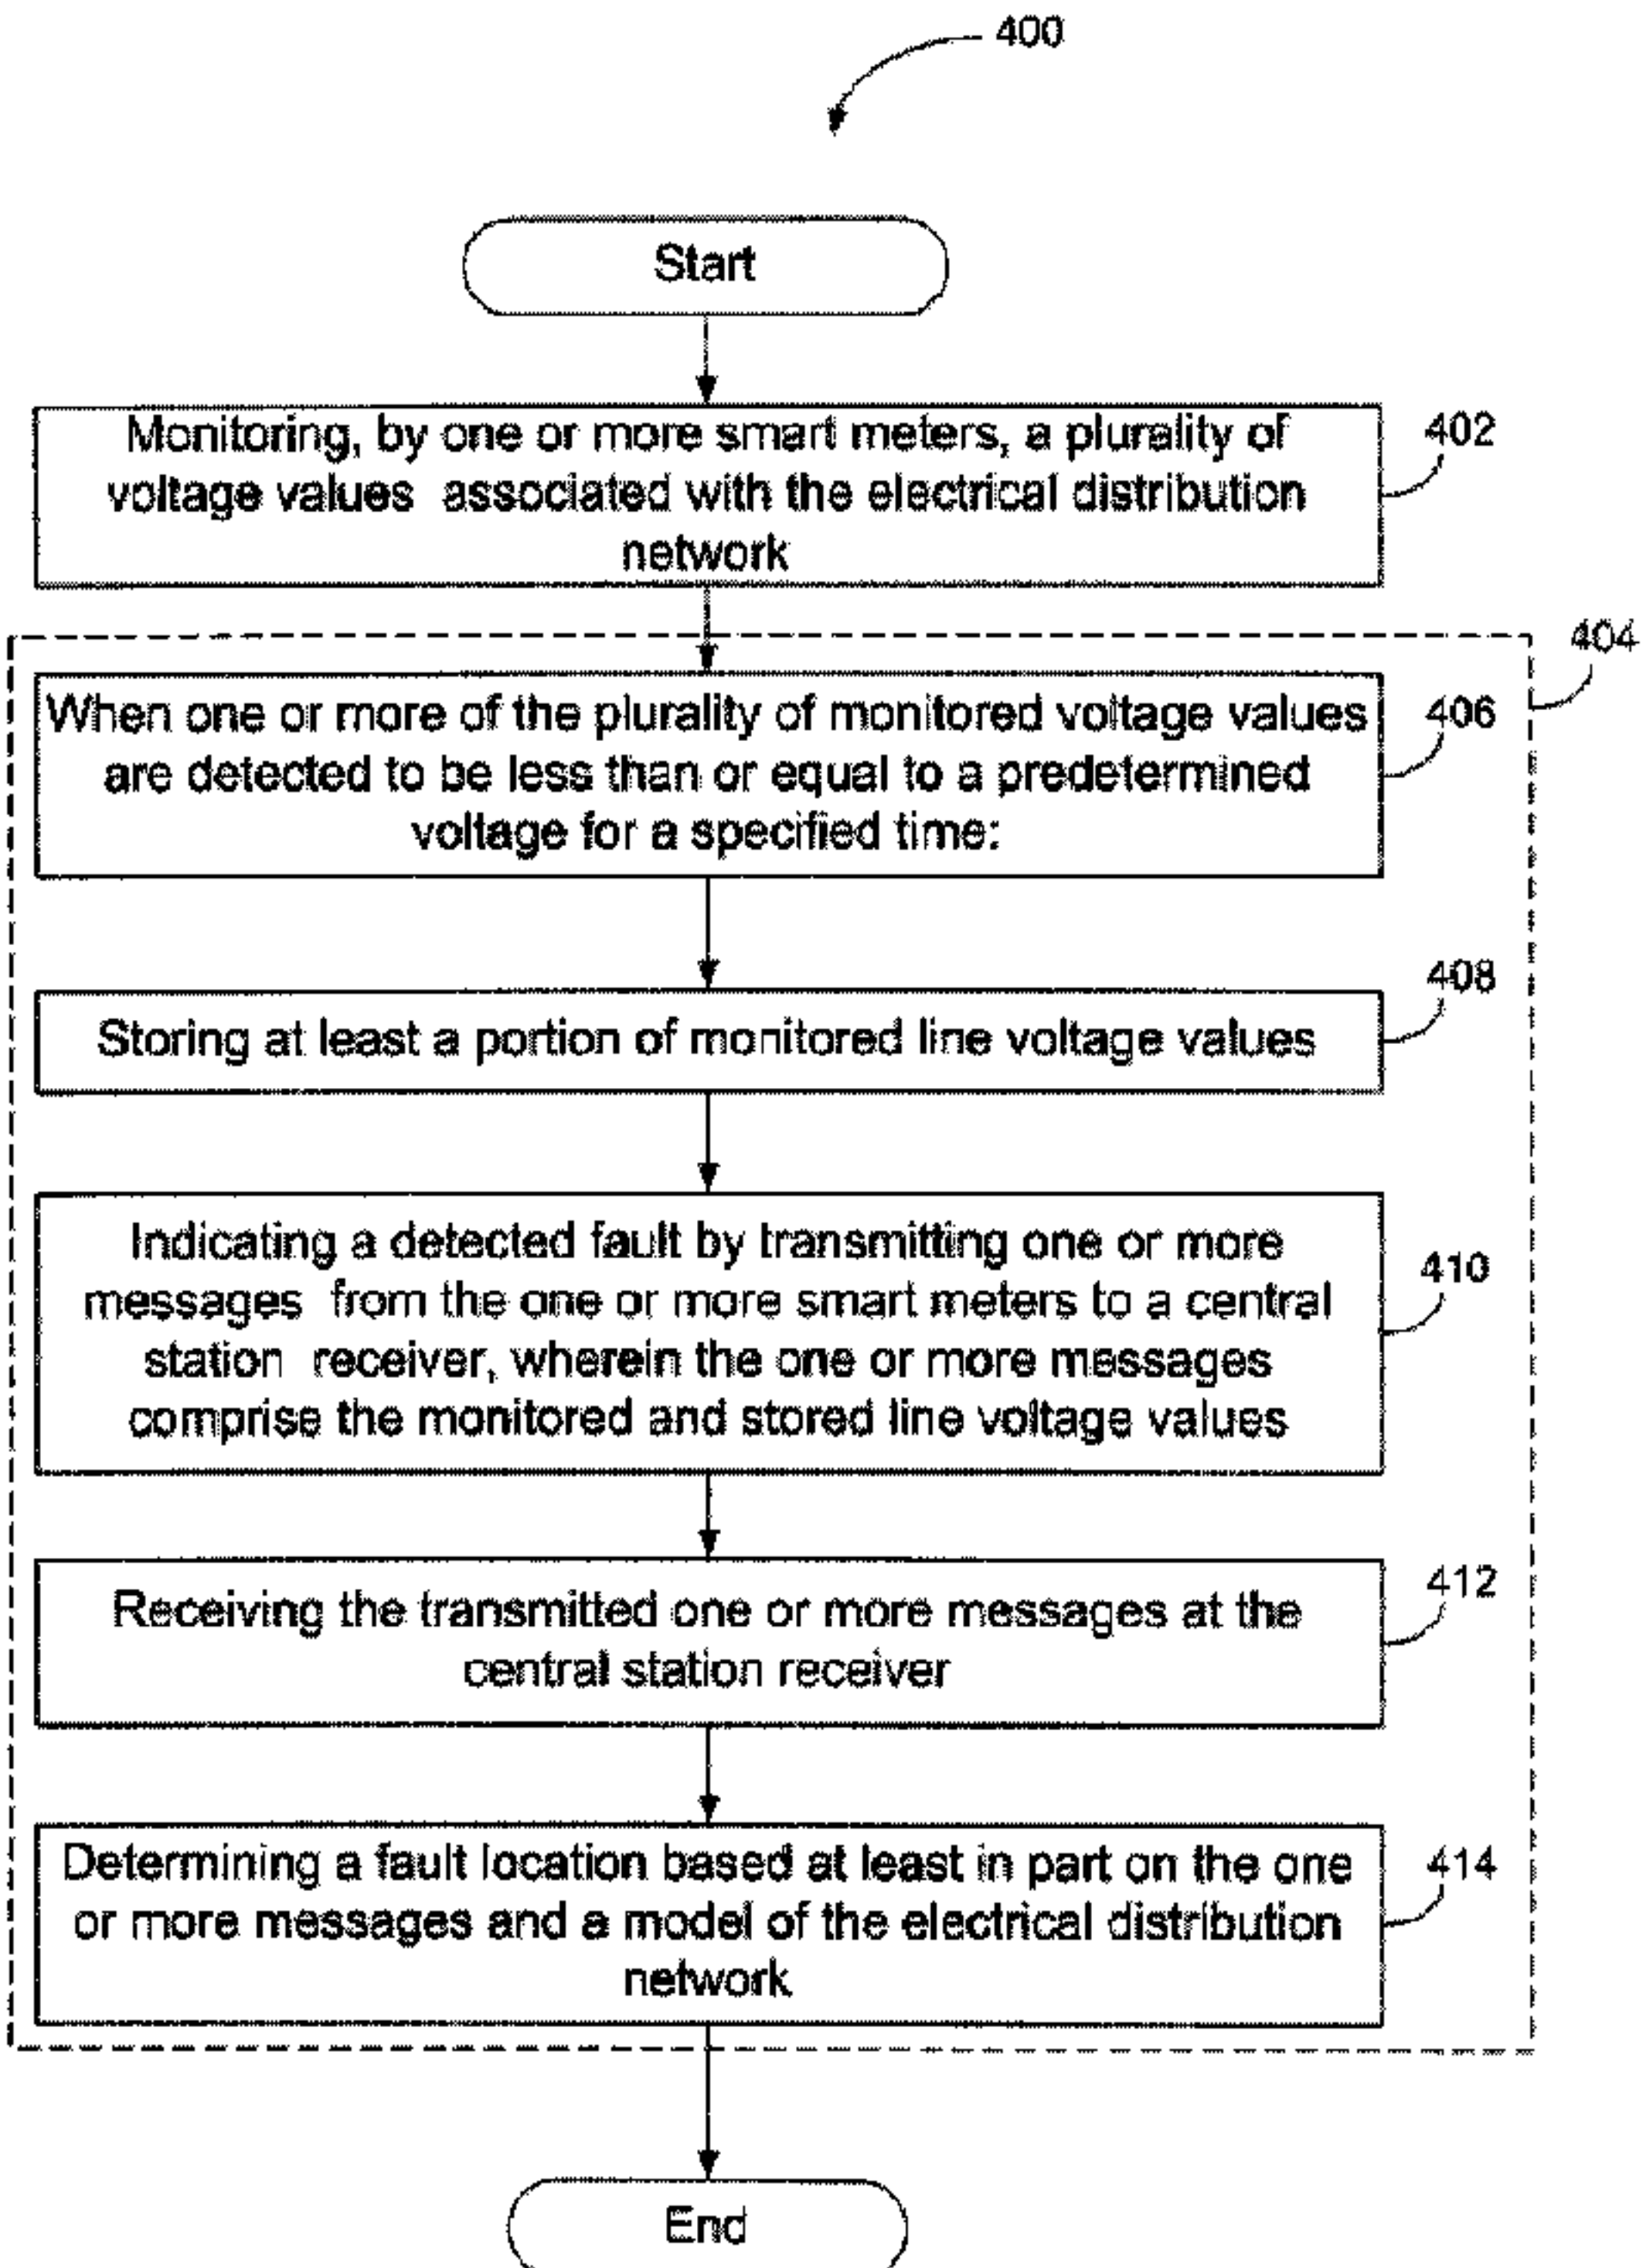 400
Start
Monitoring, by one or more smart meters, a plurality of
voltage values associated with the electrical distribution
network
402
404
When one or more of the plurality of monitored voltage values
are detected to be less than or equal to a predetermined
voltage for a specified time:
406
408
Storing at least a portion of monitored line voltage values
Indicating a detected fault by transmitting one or more
messages from the one or more smart meters to a central
station receiver, wherein the one or more messages
comprise the monitored and stored line voltage values
410
Receiving the transmitted one or more messages at the
central station receiver
412
Determining a fault location based at least in part on the one
or more messages and a model of the electrical distribution
network
414
End